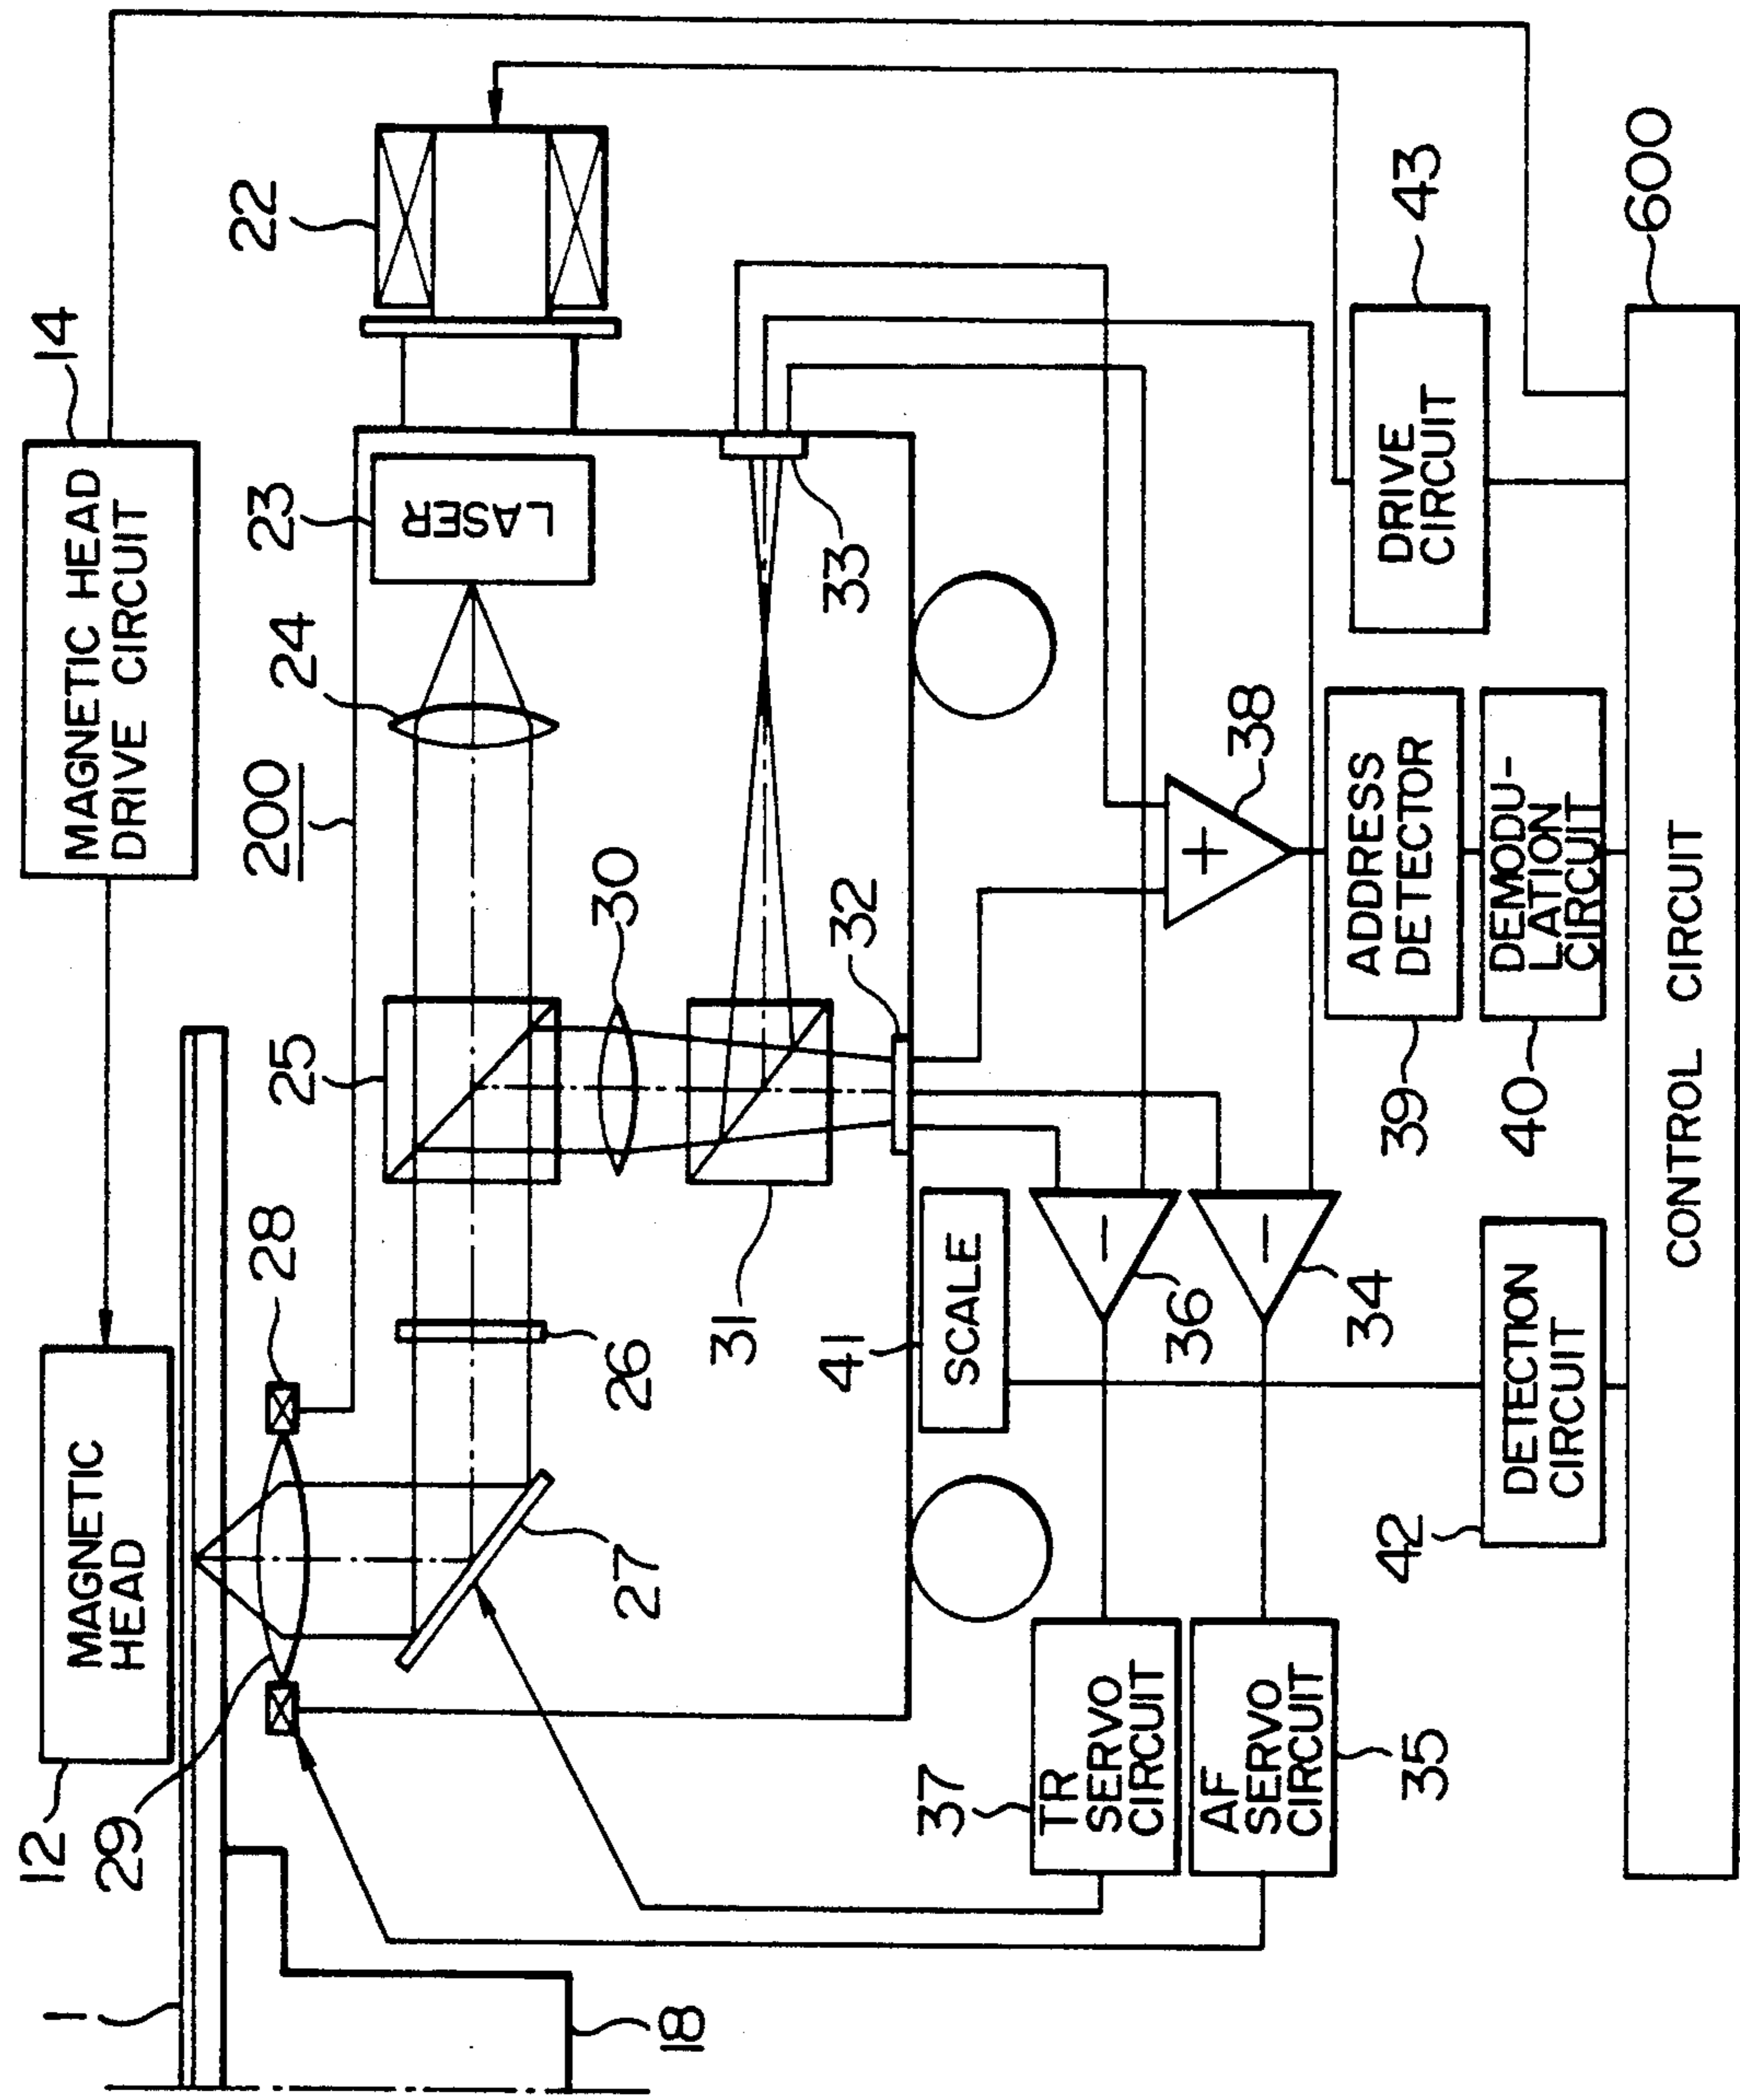 14
MAGNETIC HEAD
DRIVE CIRCUIT
12
MAGNETIC
HEAD
1
18
29
28
200
22
23
LASER
24
25
26
27
30
31
32
33
41
SCALE
36
34
38
37
TR
SERVO
CIRCUIT
AF
SERVO
CIRCUIT
35
42
DETECTION
CIRCUIT
39
ADDRESS
DETECTOR
40
DEMODU-
LATION
CIRCUIT
43
DRIVE
CIRCUIT
600
CONTROL CIRCUIT
+
−
−